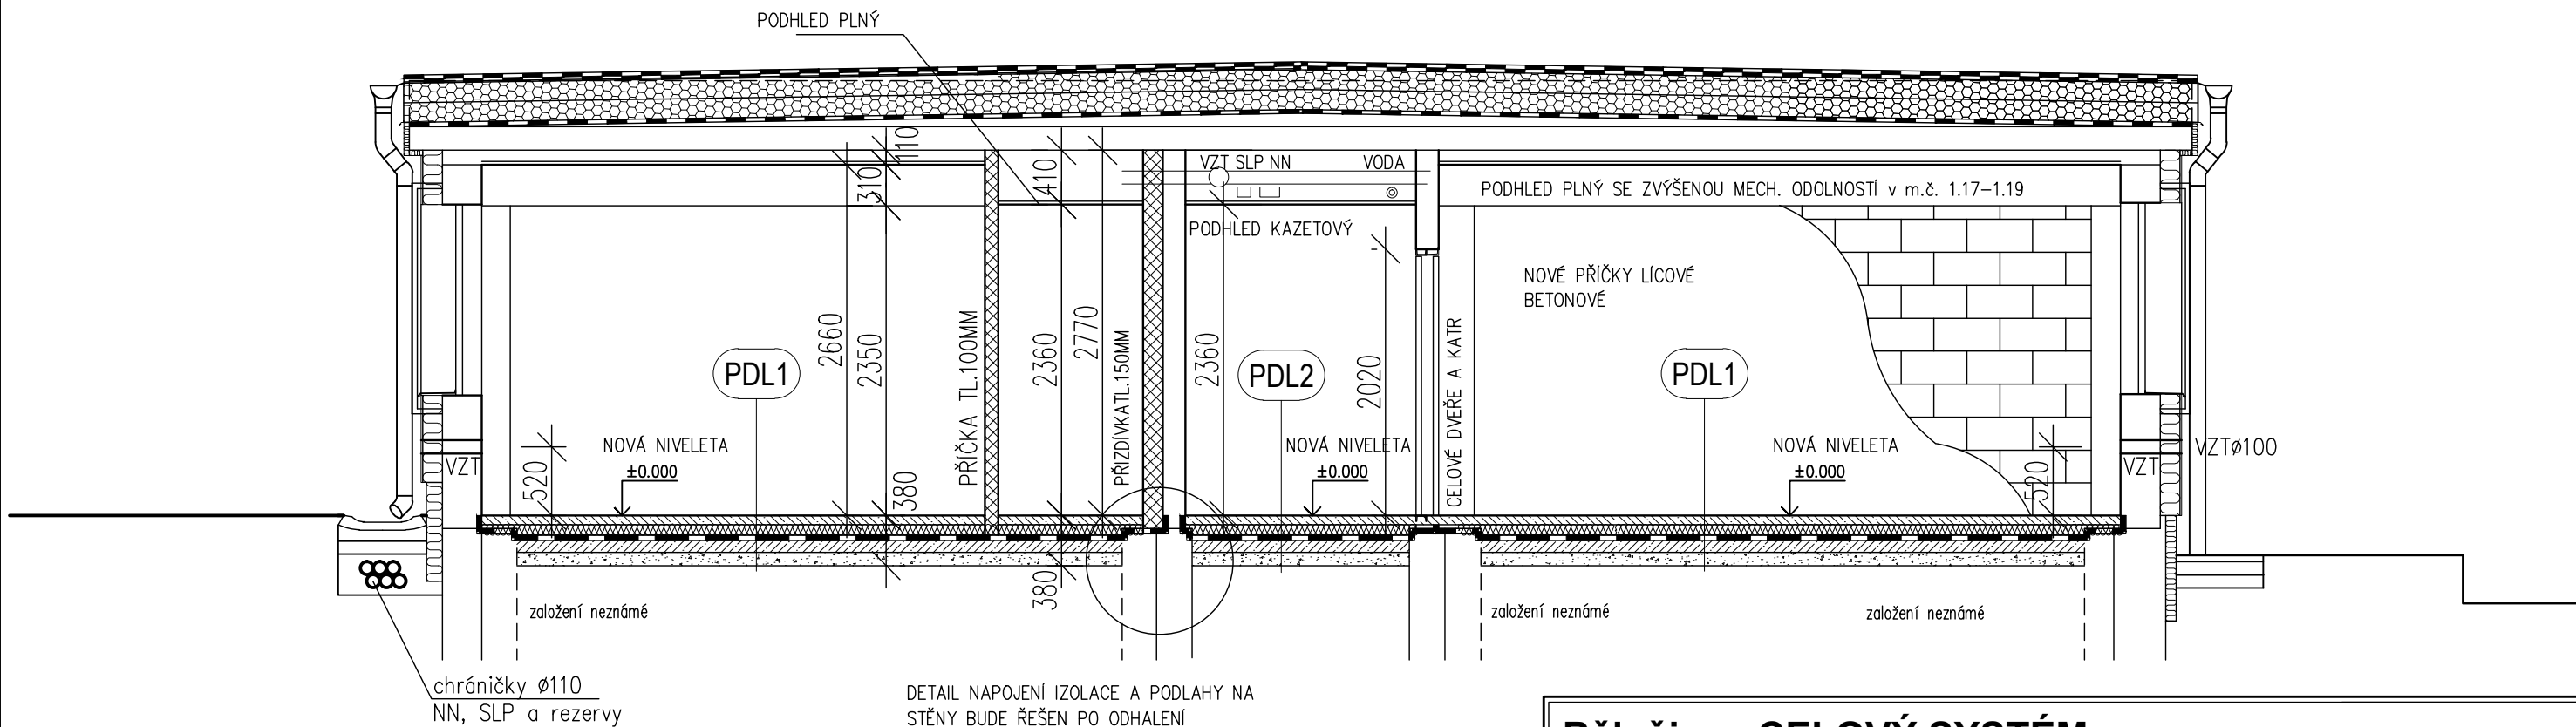 PODHLED PLNÝ
110
310
410
VZT SLP NN
VODA
PODHLED PLNÝ SE ZVÝŠENOU MECH. ODOLNOSTÍ v m.č. 1.17-1.19
PODHLED KAZETOVÝ
NOVÉ PŘÍČKY LÍCOVÉ
BETONOVÉ
PDL1
2660
2350
PŘÍČKA TL.100MM
2360
2770
PŘIZDÍVKATL.150MM
2360
PDL2
2020
CELOVÉ DVEŘE A KATR
PDL1
VZT
520
NOVÁ NIVELETA
±0.000
380
NOVÁ NIVELETA
±0.000
NOVÁ NIVELETA
±0.000
520
VZT
VZTø100
380
založení neznámé
založení neznámé
založení neznámé
chráničky ø110
NN, SLP a rezervy
DETAIL NAPOJENÍ IZOLACE A PODLAHY NA
STĚNY BUDE ŘEŠEN PO ODHALENÍ
CELOVÝ SYSTÉM